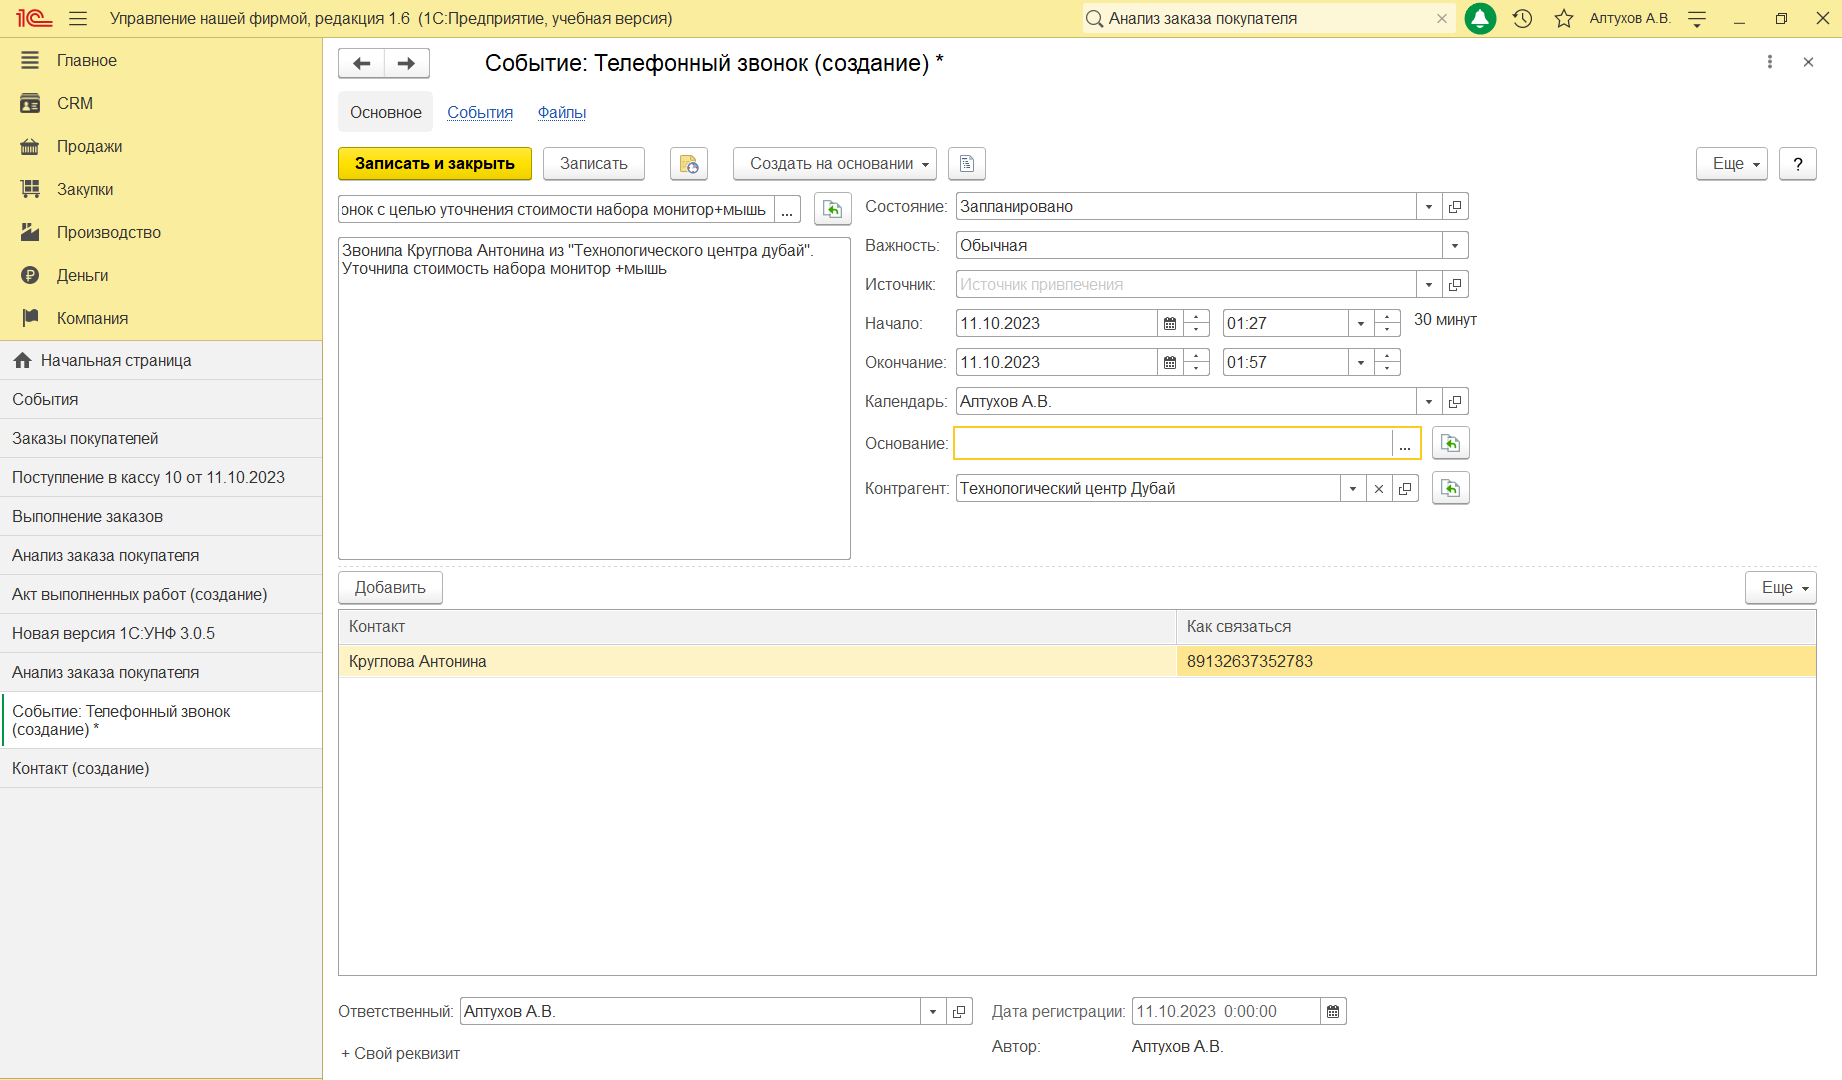 1С Управление нашей фирмой, редакция 1.6 (1С:Предприятие, учебная версия)
Анализ заказа покупателя
Алтухов А.В.
Главное
CRM
Продажи
Закупки
Производство
Деньги
Компания
Начальная страница
События
Заказы покупателей
Поступление в кассу 10 от 11.10.2023
Выполнение заказов
Анализ заказа покупателя
Акт выполненных работ (создание)
Новая версия 1С:УНФ 3.0.5
Анализ заказа покупателя
Событие: Телефонный звонок
(создание) *
Контакт (создание)
Событие: Телефонный звонок (создание) *
Основное События Файлы
Записать и закрыть Записать Создать на основании Еще ?
онок с целью уточнения стоимости набора монитор+мышь ...
Звонила Круглова Антонина из "Технологического центра дубай".
Уточнила стоимость набора монитор +мышь
Состояние: Запланировано
Важность: Обычная
Источник: Источник привлечения
Начало: 11.10.2023 01:27 30 минут
Окончание: 11.10.2023 01:57
Календарь: Алтухов А.В.
Основание: ...
Контрагент: Технологический центр Дубай
Добавить Еще
Контакт Как связаться
Круглова Антонина 89132637352783
Ответственный: Алтухов А.В. Дата регистрации: 11.10.2023 0:00:00
+ Свой реквизит Автор: Алтухов А.В.